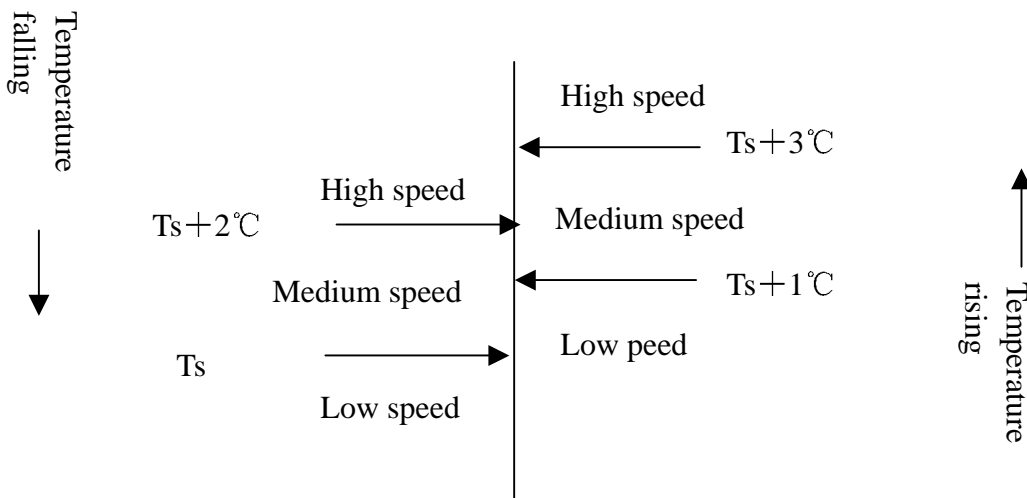 Temperature
falling
High speed
Ts＋3℃
High speed
Ts＋2℃
Medium speed
Medium speed
Ts＋1℃
Low peed
Ts
Low speed
Temperature
rising